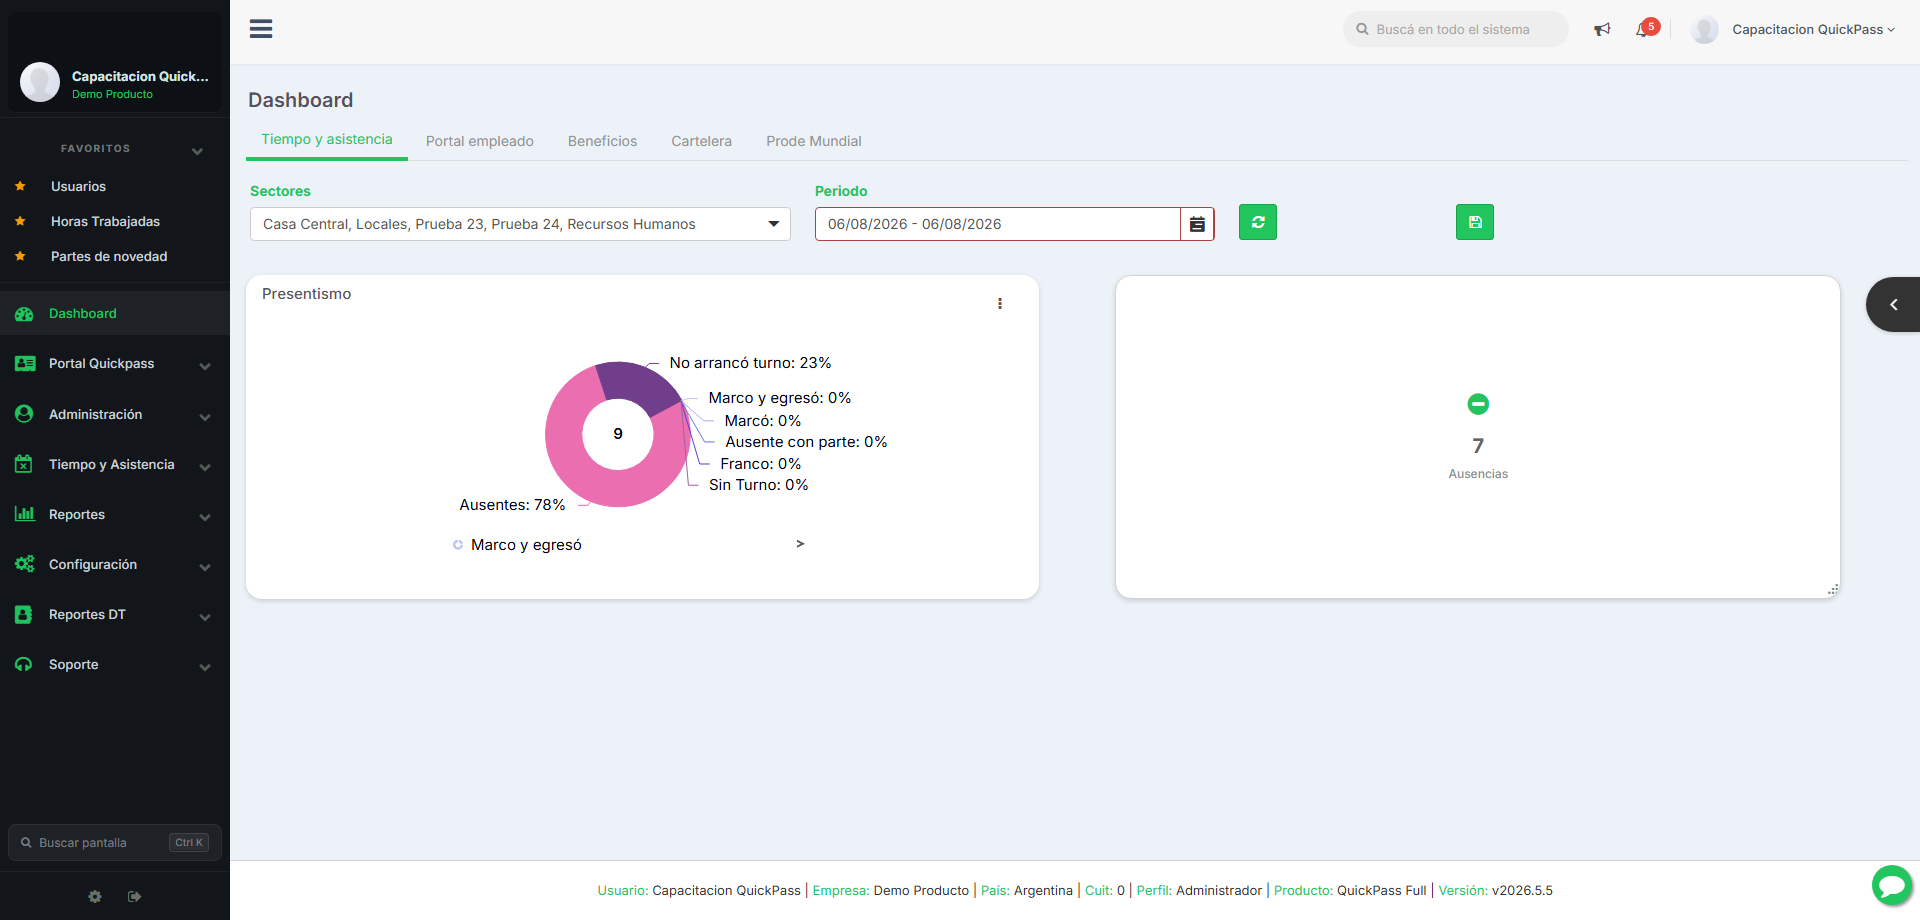 Capacitacion Quick...
Demo Producto
FAVORITOS
Usuarios
Horas Trabajadas
Partes de novedad
Dashboard
Portal Quickpass
Administración
Tiempo y Asistencia
Reportes
Configuración
Reportes DT
Soporte
Buscar pantalla
Ctrl K
Buscá en todo el sistema
5
Capacitacion QuickPass
Dashboard
Tiempo y asistencia
Portal empleado
Beneficios
Cartelera
Prode Mundial
Sectores
Casa Central, Locales, Prueba 23, Prueba 24, Recursos Humanos
Periodo
06/08/2026 - 06/08/2026
Presentismo
No arrancó turno: 23%
Marco y egresó: 0%
Marcó: 0%
9
Ausente con parte: 0%
Franco: 0%
Sin Turno: 0%
Ausentes: 78%
Marco y egresó
>
7
Ausencias
Usuario: Capacitacion QuickPass | Empresa: Demo Producto | País: Argentina | Cuit: 0 | Perfil: Administrador | Producto: QuickPass Full | Versión: v2026.5.5